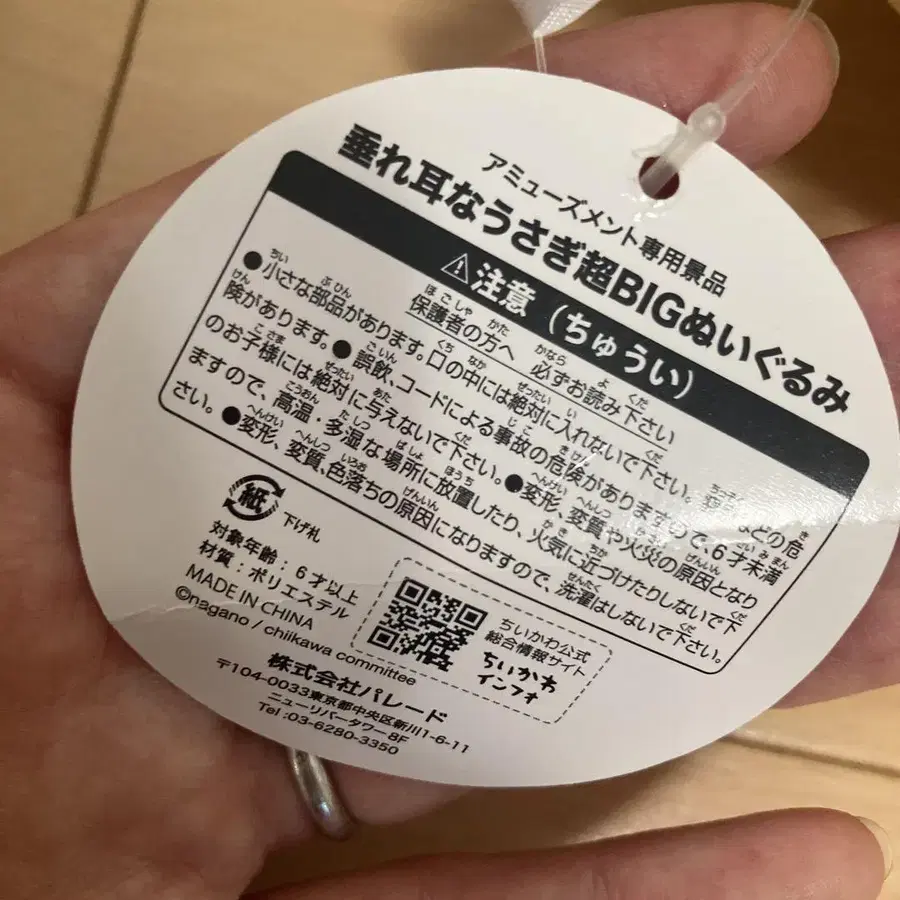 アミューズメント専用景品
垂れ耳なうさぎ超BIGぬいぐるみ
⚠注意(ちゅうい)
保護者の方へ 必ずお読み下さい
●小さな部品があります。口の中には絶対に入れないで下さい。などの危
険があります。●誤飲、コードによる事故の危険がありますので、6才未満
のお子様には絶対に与えないで下さい。●変形、変質や火災の原因となり
ますので、高温・多湿な場所に放置したり、火気に近づけたりしないで下
さい。●変形、変質、色落ちの原因になりますので、洗濯はしないで下さい。
紙
下げ札
対象年齢:6才以上
材質:ポリエステル
MADE IN CHINA
©nagano / chiikawa committee
ちいかわ公式
総合情報サイト
ちいかわ
インフォ
株式会社パレード
〒104-0033東京都中央区新川1-6-11
ニューリバータワー8F
Tel :03-6280-3350